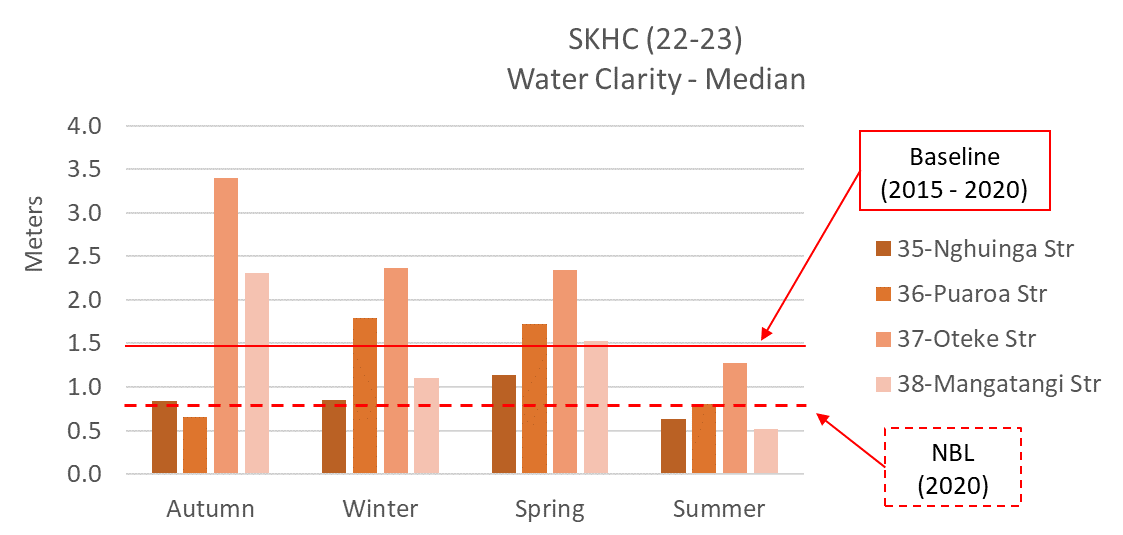 SKHC (22-23)
Water Clarity - Median
Meters
4.0
3.5
3.0
2.5
2.0
1.5
1.0
0.5
0.0
Autumn
Winter
Spring
Summer
Baseline
(2015 - 2020)
35-Nghuinga Str
36-Puaroa Str
37-Oteke Str
38-Mangatangi Str
NBL
(2020)